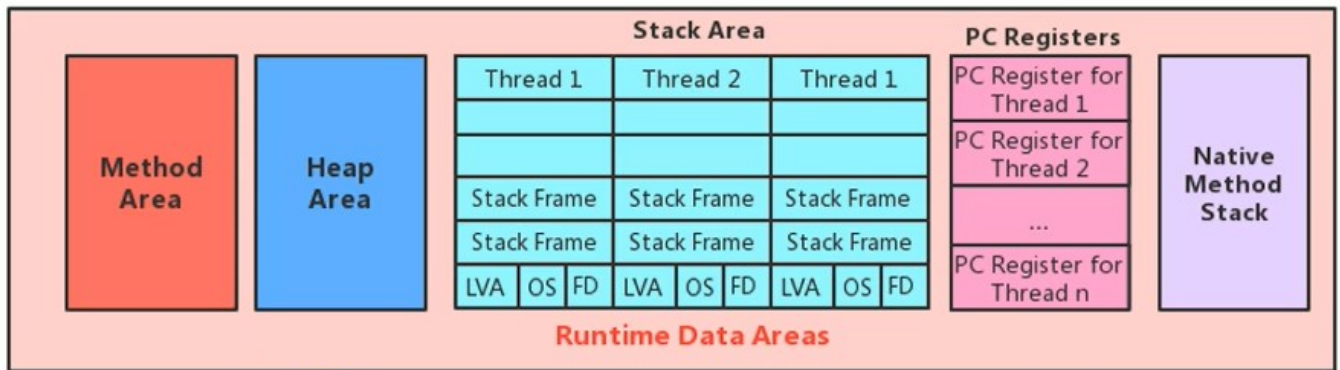 Stack Area
PC Registers
Method
Area
Heap
Area
Thread 1
Thread 2
Thread 1
Stack Frame
Stack Frame
Stack Frame
Stack Frame
Stack Frame
Stack Frame
LVA
OS
FD
LVA
OS
FD
LVA
OS
FD
PC Register for
Thread 1
PC Register for
Thread 2
...
PC Register for
Thread n
Native
Method
Stack
Runtime Data Areas